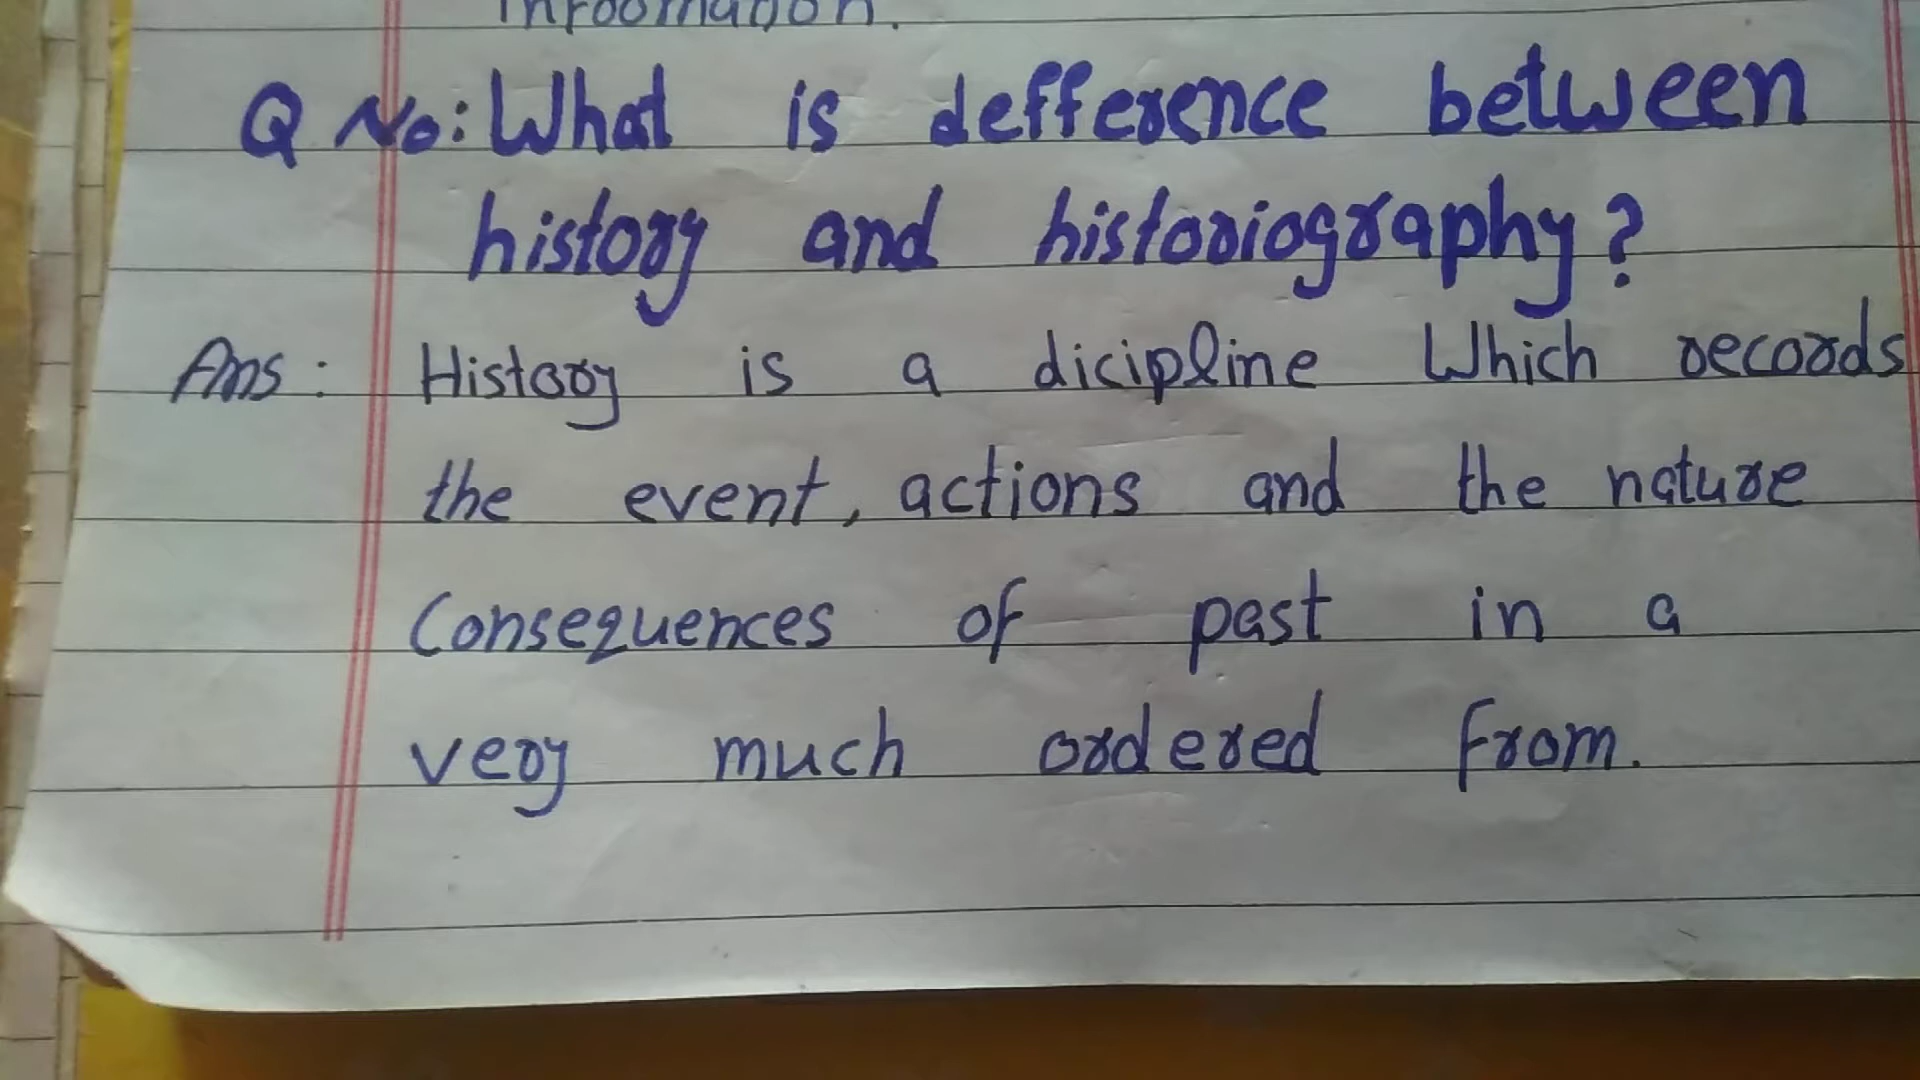 information.
Q No: What is defference between
history and historiography?
Ans: History is a dicipline Which records
the event, actions and the nature
Consequences of past in a
very much ordered from.